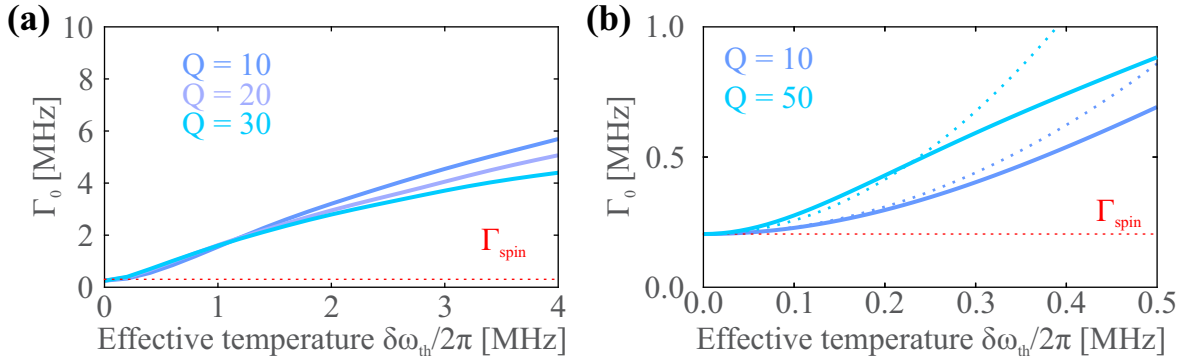 (a)
10
8
6
4
2
0
Γ₀ [MHz]
Q = 10
Q = 20
Q = 30
Γspin
0 1 2 3 4
Effective temperature δωth/2π [MHz]
(b)
1.0
0.5
0.0
Γ₀ [MHz]
Q = 10
Q = 50
Γspin
0.0 0.1 0.2 0.3 0.4 0.5
Effective temperature δωth/2π [MHz]